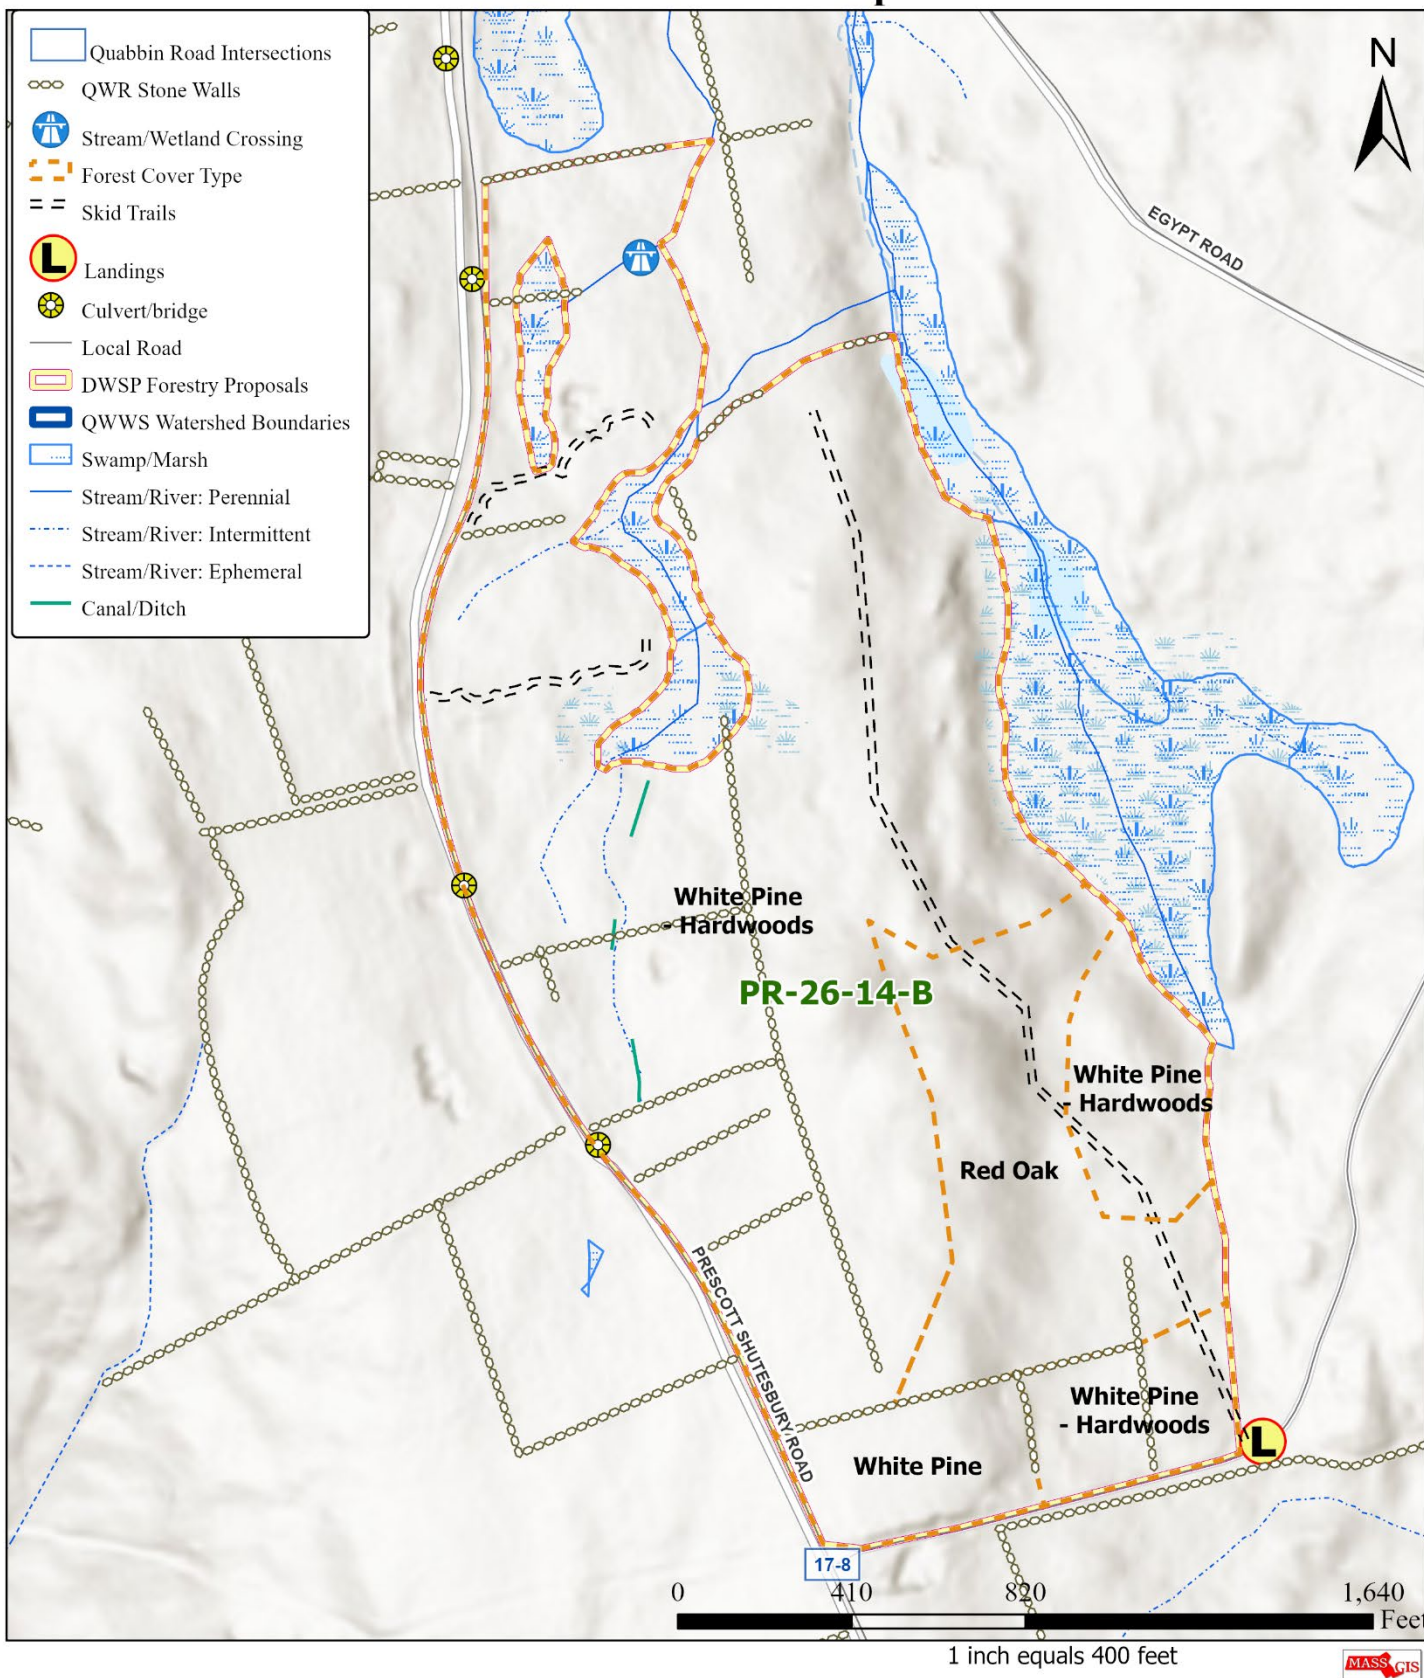 Quabbin Road Intersections
QWR Stone Walls
Stream/Wetland Crossing
Forest Cover Type
Skid Trails
L
Landings
Culvert/bridge
Local Road
DWSP Forestry Proposals
QWWS Watershed Boundaries
Swamp/Marsh
Stream/River: Perennial
Stream/River: Intermittent
Stream/River: Ephemeral
Canal/Ditch
N
EGYPT ROAD
White Pine
- Hardwoods
PR-26-14-B
White Pine
- Hardwoods
Red Oak
PRESCOTT SHUTESBURY ROAD
White Pine
- Hardwoods
L
White Pine
17-8
0 410 820 1,640
Feet
1 inch equals 400 feet
MASSGIS